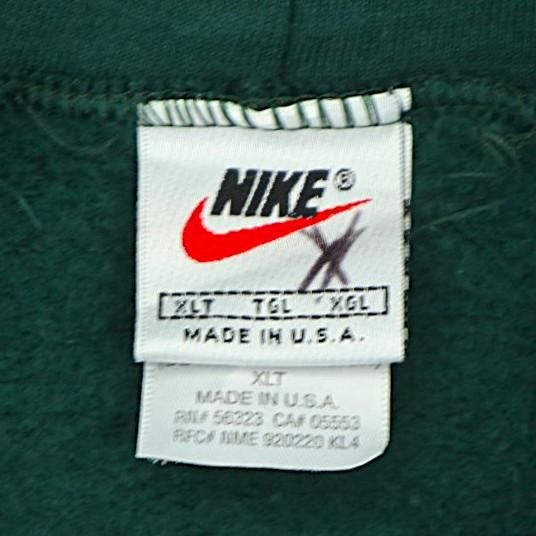 NIKE®
XLT TGL XGL
MADE IN U.S.A.
XLT
MADE IN U.S.A.
RN# 56323 CA# 05553
RFC# NME 920220 KL4